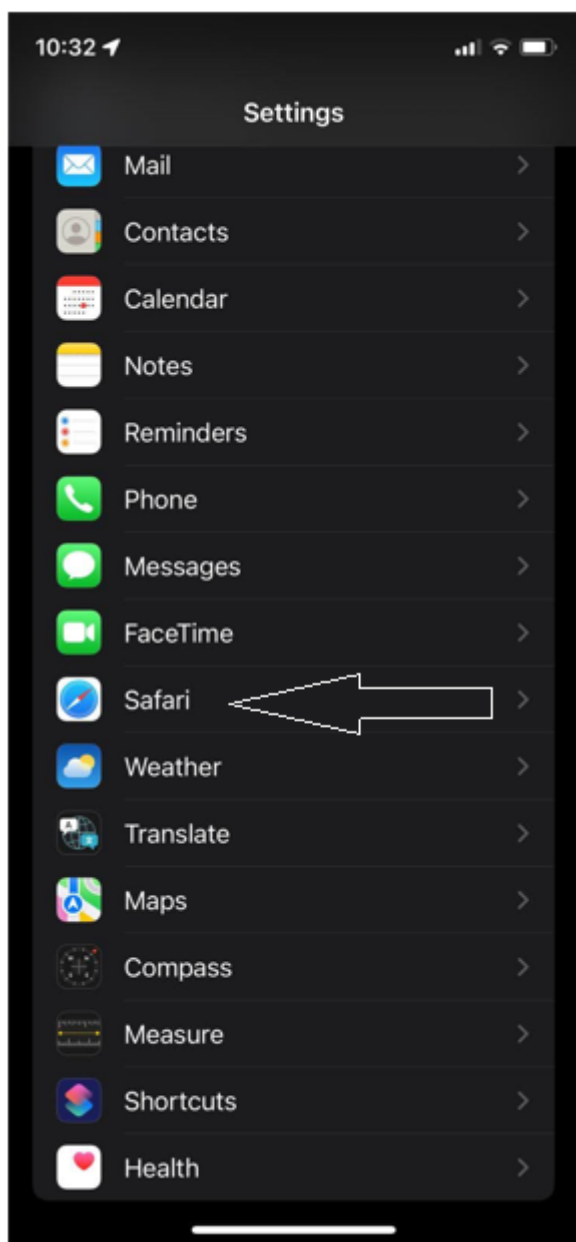 10:32
Settings
Mail
Contacts
Calendar
Notes
Reminders
Phone
Messages
FaceTime
Safari
Weather
Translate
Maps
Compass
Measure
Shortcuts
Health